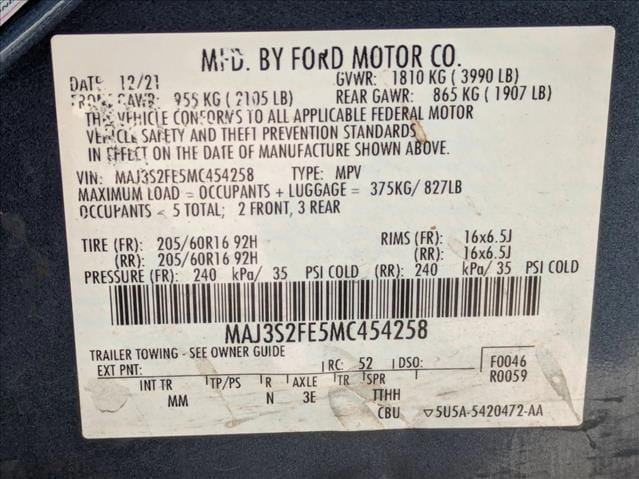 MFD. BY FORD MOTOR CO.
DATE 12/21 GVWR: 1810 KG ( 3990 LB)
FRONT GAWR: 955 KG ( 2105 LB) REAR GAWR: 865 KG ( 1907 LB)
THIS VEHICLE CONFORMS TO ALL APPLICABLE FEDERAL MOTOR
VEHICLE SAFETY AND THEFT PREVENTION STANDARDS
IN EFFECT ON THE DATE OF MANUFACTURE SHOWN ABOVE.
VIN: MAJ3S2FE5MC454258 TYPE: MPV
MAXIMUM LOAD = OCCUPANTS + LUGGAGE = 375KG/ 827LB
OCCUPANTS < 5 TOTAL; 2 FRONT, 3 REAR
TIRE (FR): 205/60R16 92H RIMS (FR): 16x6.5J
(RR): 205/60R16 92H (RR): 16x6.5J
PRESSURE (FR): 240 kPa/ 35 PSI COLD (RR): 240 kPa/ 35 PSI COLD
MAJ3S2FE5MC454258
TRAILER TOWING - SEE OWNER GUIDE
EXT PNT: RC: 52 DSO: F0046
R0059
INT TR TP/PS R AXLE TR SPR
MM N 3E TTHH
CBU ▽5U5A-5420472-AA